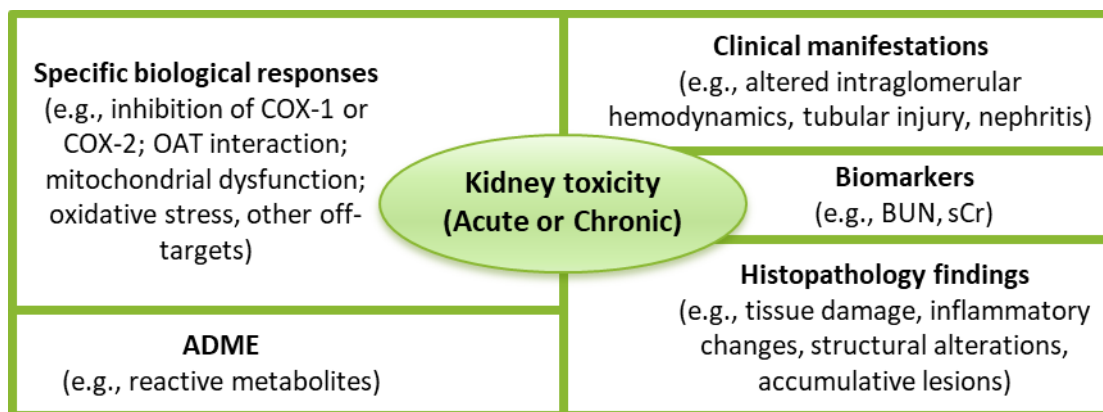 Specific biological responses
(e.g., inhibition of COX-1 or
COX-2; OAT interaction;
mitochondrial dysfunction;
oxidative stress, other off-
targets)
ADME
(e.g., reactive metabolites)
Kidney toxicity
(Acute or Chronic)
Clinical manifestations
(e.g., altered intraglomerular
hemodynamics, tubular injury, nephritis)
Biomarkers
(e.g., BUN, sCr)
Histopathology findings
(e.g., tissue damage, inflammatory
changes, structural alterations,
accumulative lesions)